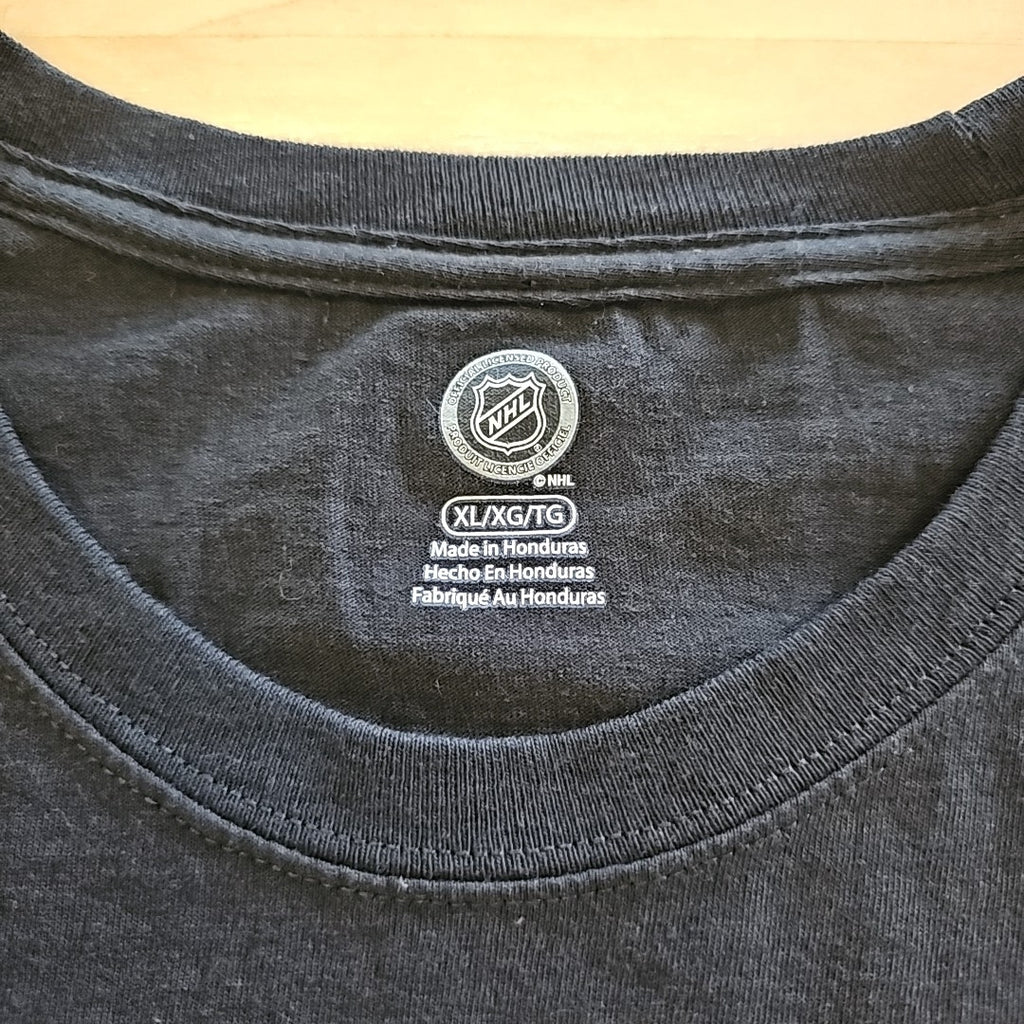 OFFICIAL LICENSED PRODUCT
NHL
PRODUIT LICENCIE OFFICIEL
© NHL
XL/XG/TG
Made in Honduras
Hecho En Honduras
Fabriqué Au Honduras